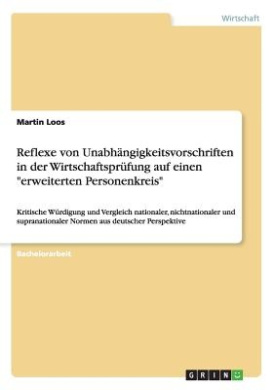 Wirtschaft
Martin Loos
Reflexe von Unabhängigkeitsvorschriften
in der Wirtschaftsprüfung auf einen
"erweiterten Personenkreis"
Kritische Würdigung und Vergleich nationaler, nichtnationaler und
supranationaler Normen aus deutscher Perspektive
Bachelorarbeit
GRIN